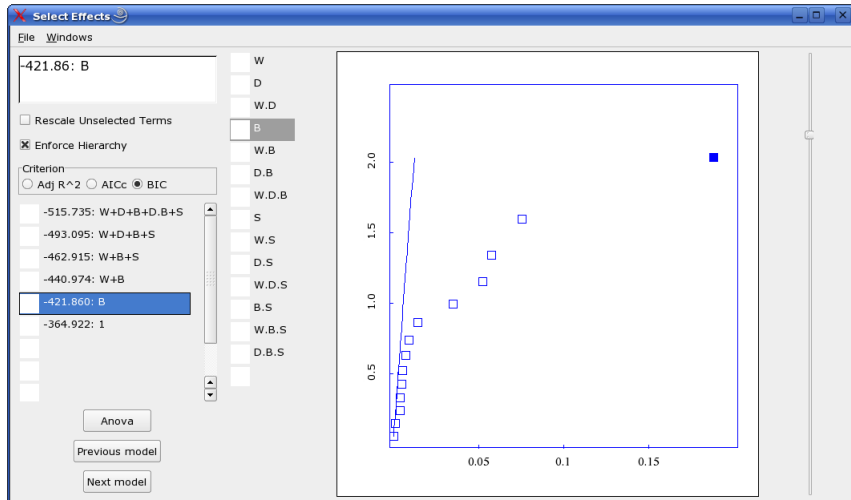 Select Effects
File Windows
-421.86: B
Rescale Unselected Terms
Enforce Hierarchy
Criterion
Adj R^2 AICc BIC
-515.735: W+D+B+D.B+S
-493.095: W+D+B+S
-462.915: W+B+S
-440.974: W+B
-421.860: B
-364.922: 1
Anova
Previous model
Next model
W
D
W.D
B
W.B
D.B
W.D.B
S
W.S
D.S
W.D.S
B.S
W.B.S
D.B.S
2.0
1.5
1.0
0.5
0.05 0.1 0.15